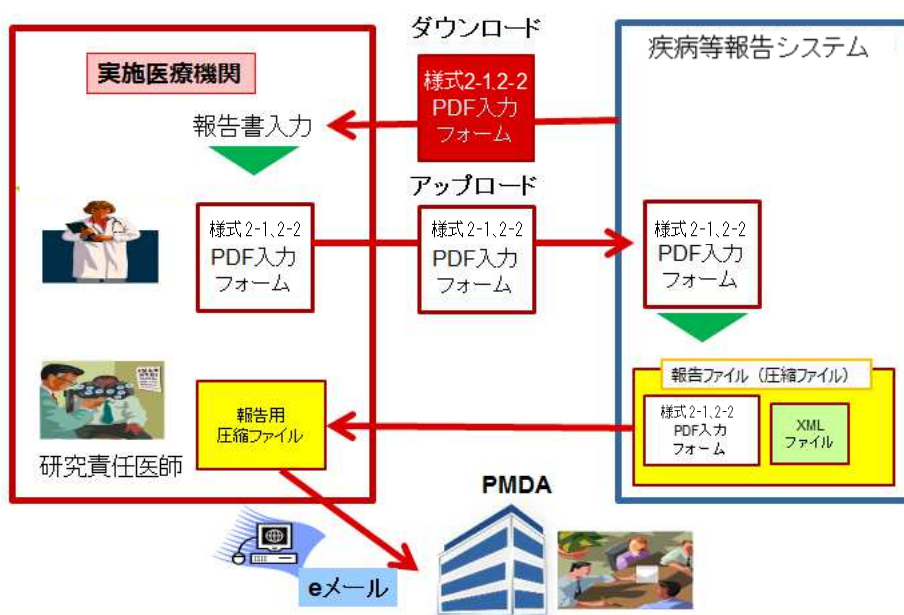 ダウンロード
疾病等報告システム
実施医療機関
様式2-1、2-2
PDF入力
フォーム
報告書入力
アップロード
様式2-1、2-2
PDF入力
フォーム
様式2-1、2-2
PDF入力
フォーム
様式2-1、2-2
PDF入力
フォーム
報告ファイル（圧縮ファイル）
報告用
圧縮ファイル
様式2-1、2-2
PDF入力
フォーム
XML
ファイル
研究責任医師
PMDA
eメール